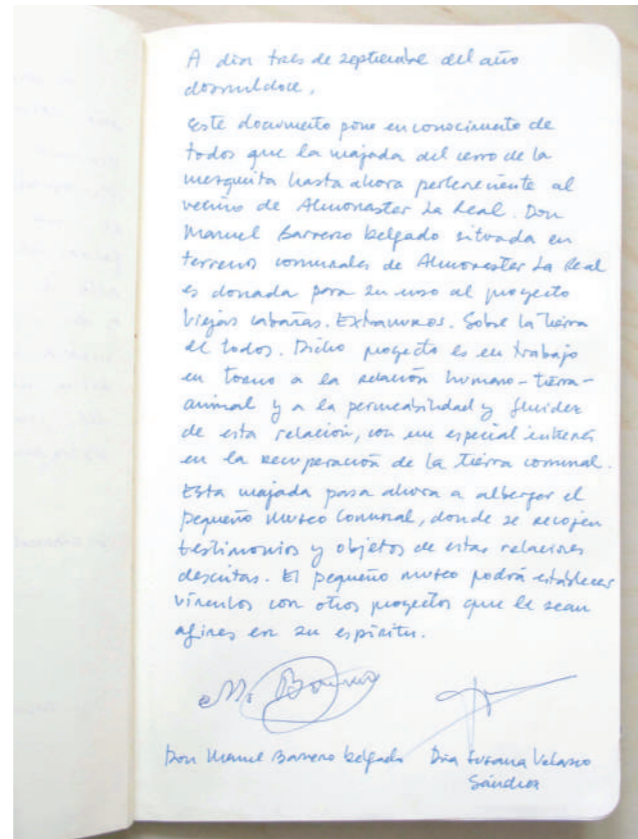 A día tres de septiembre del año
dosmildoce,
este documento pone en conocimiento de
todos que la majada del cerro de la
mezquita hasta ahora perteneciente al
vecino de Almonaster La Real. Don
Manuel Barrero belgado situada en
terrenos comunales de Almonaster La Real
es donada para su uso al proyecto
Viejas cabañas. Extramuros. Sobre la tierra
de todos. Dicho proyecto es un trabajo
en torno a la relación humano-tierra-
animal y a la permeabilidad y fluidez
de esta relación, con un especial interés
en la recuperación de la tierra comunal.
Esta majada pasa ahora a albergar el
pequeño Museo Comunal, donde se recojen
testimonios y objetos de estas relaciones
descritas. El pequeño museo podrá establecer
vínculos con otros proyectos que le sean
afines en su espíritu.
M. Barrero
Don Manuel Barrero belgado Dña Susana Velasco
Sánchez